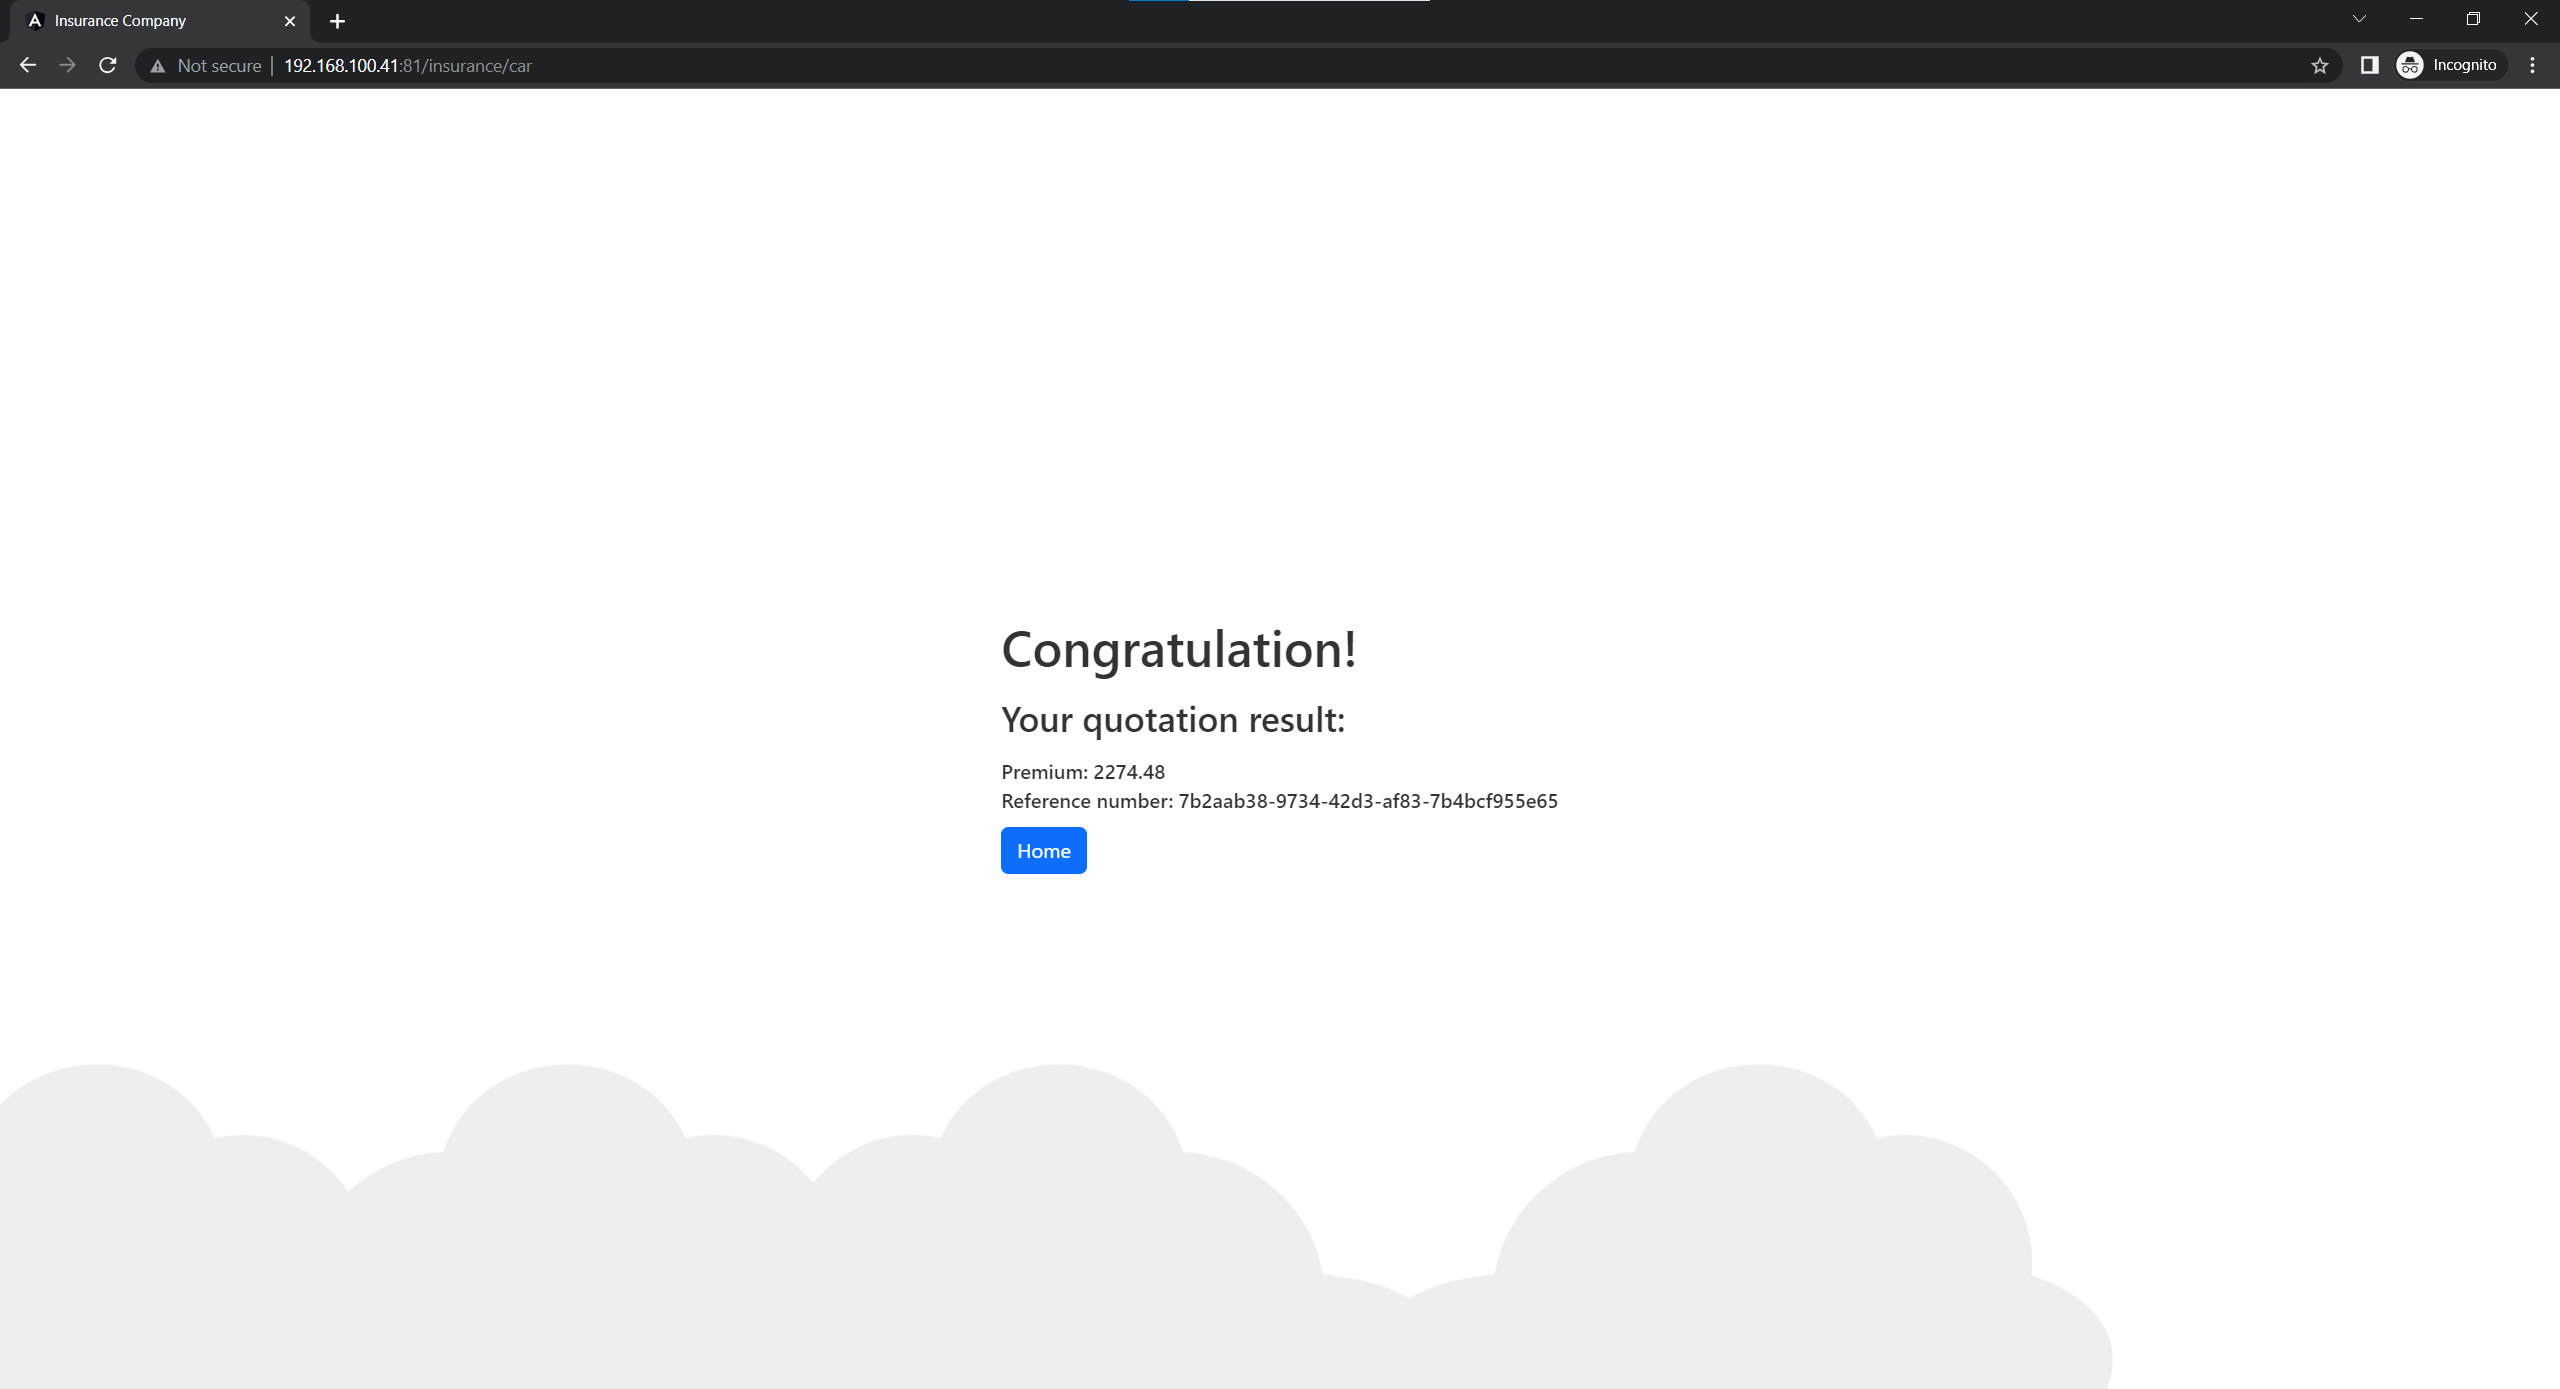 Insurance Company
Not secure | 192.168.100.41:81/insurance/car
Incognito
Congratulation!
Your quotation result:
Premium: 2274.48
Reference number: 7b2aab38-9734-42d3-af83-7b4bcf955e65
Home